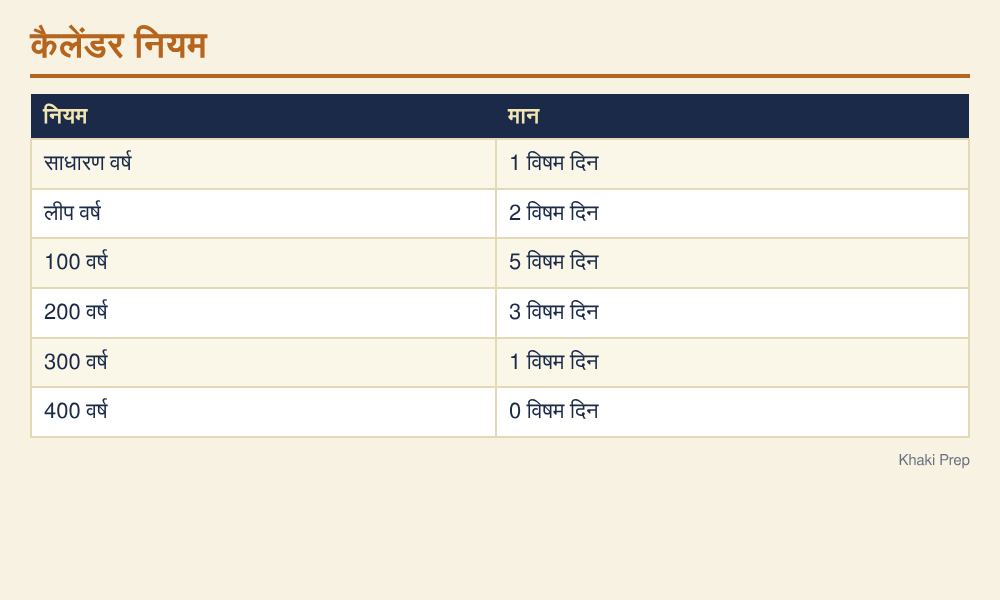 कैलेंडर नियम
नियम मान
साधारण वर्ष 1 विषम दिन
लीप वर्ष 2 विषम दिन
100 वर्ष 5 विषम दिन
200 वर्ष 3 विषम दिन
300 वर्ष 1 विषम दिन
400 वर्ष 0 विषम दिन
Khaki Prep